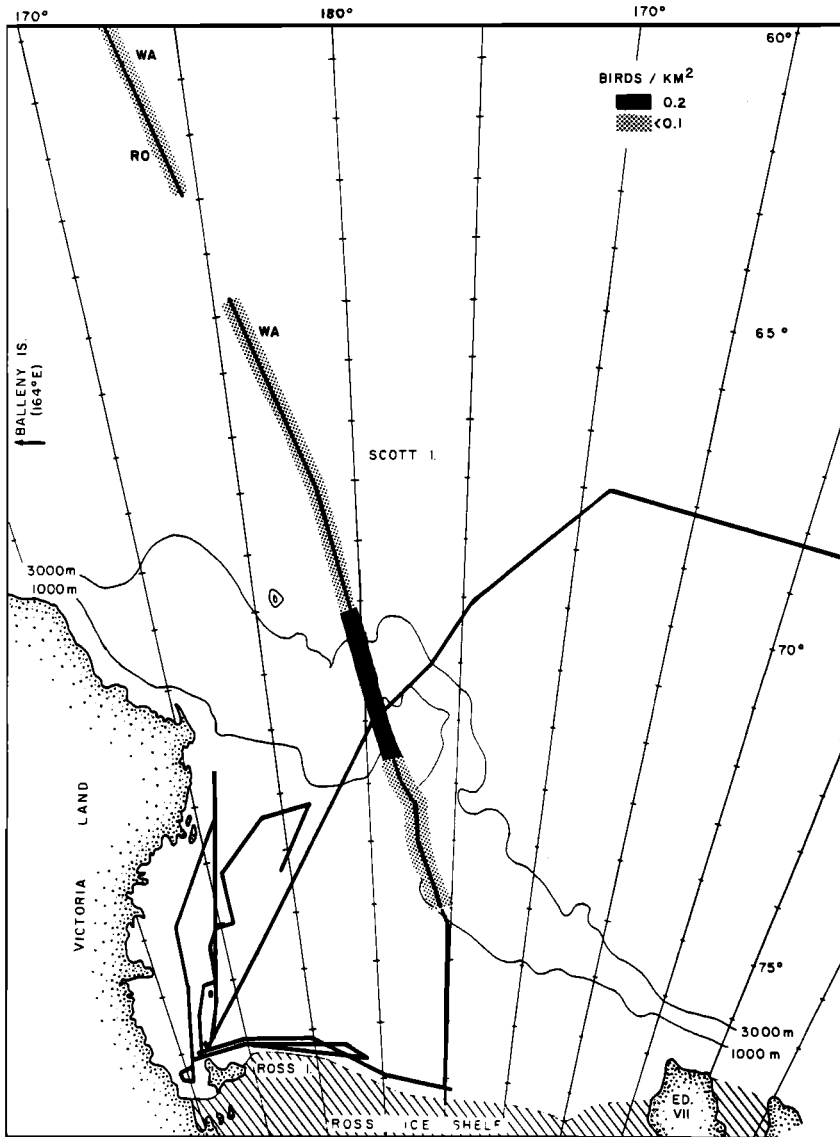 170° 180° 170°
60°
WA
BIRDS / KM²
0.2
<0.1
RO
WA
65°
BALLENY IS.
(164°E)
SCOTT I.
3000m
1000m
70°
VICTORIA LAND
75°
3000m
1000m
ROSS I.
ED.
VII
ROSS ICE SHELF